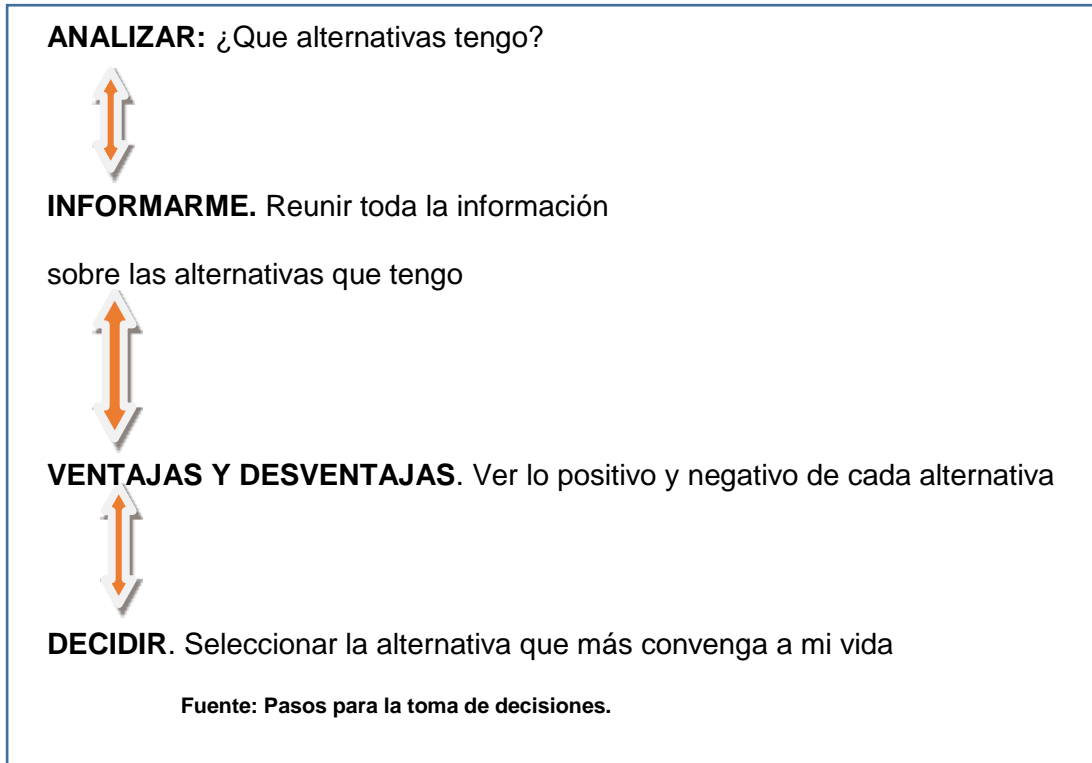 ANALIZAR: ¿Que alternativas tengo?
INFORMARME. Reunir toda la información
sobre las alternativas que tengo
VENTAJAS Y DESVENTAJAS. Ver lo positivo y negativo de cada alternativa
DECIDIR. Seleccionar la alternativa que más convenga a mi vida
Fuente: Pasos para la toma de decisiones.